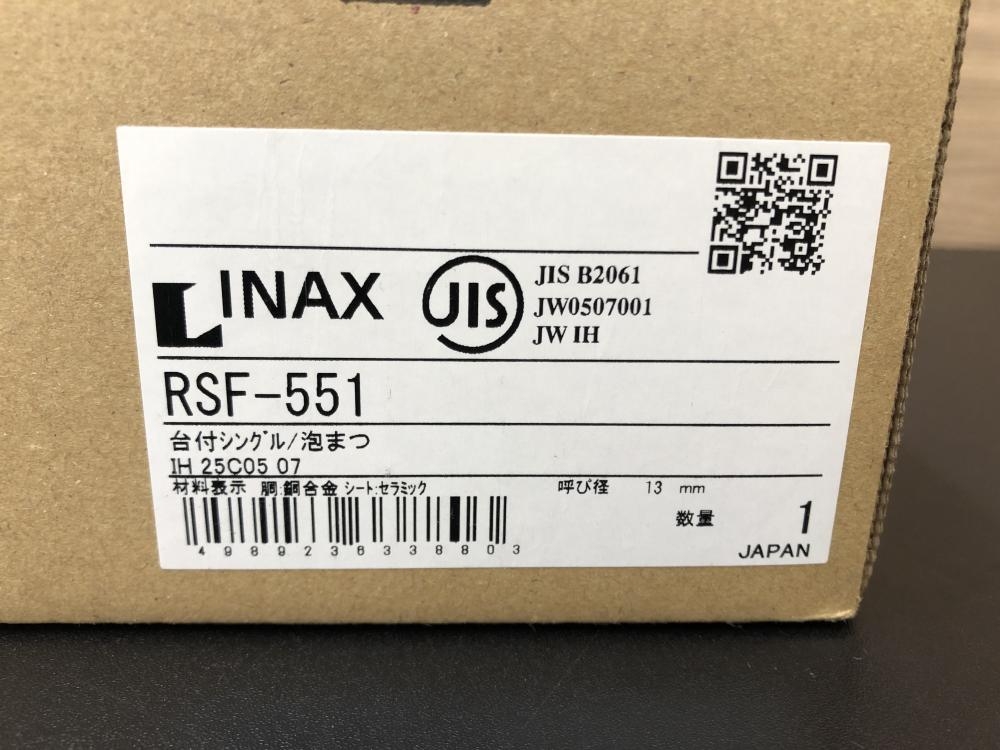 INAX
JIS
JIS B2061
JW0507001
JW IH
RSF-551
台付シングル/泡まつ
IH 25C05 07
材料表示 胴:銅合金 シート:セラミック 呼び径 13 mm
数量 1
4989236338803
JAPAN